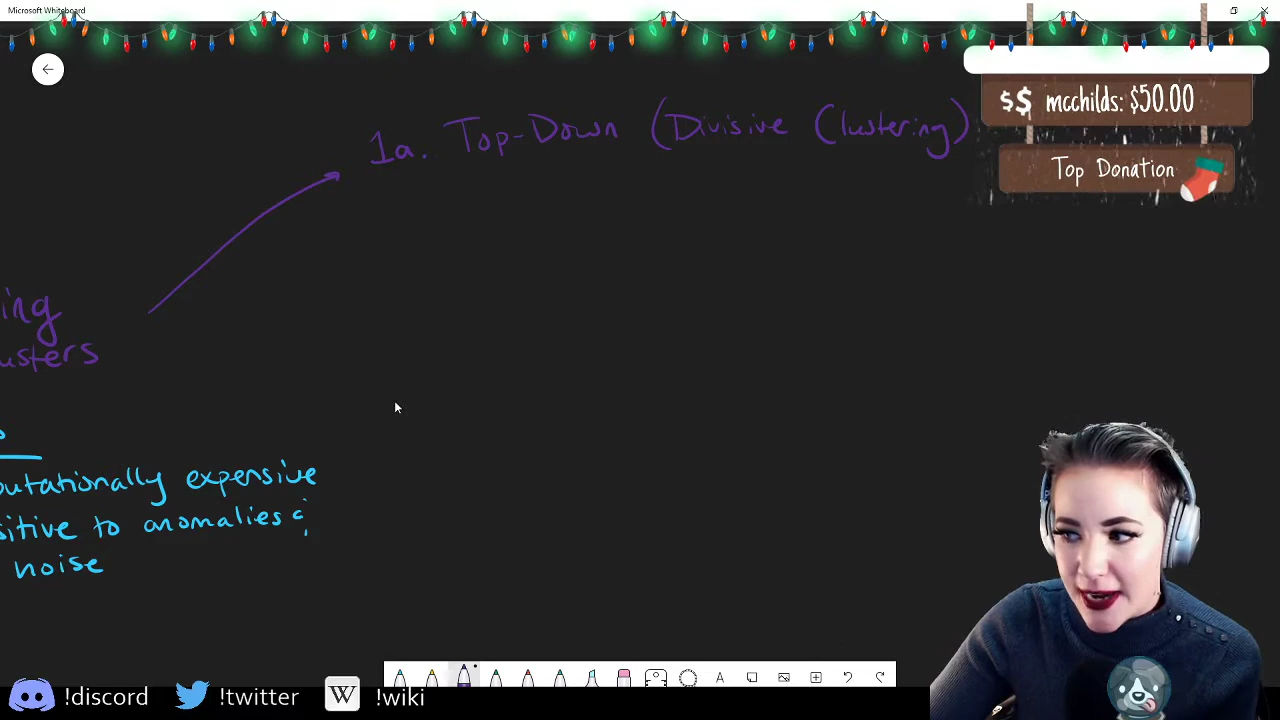 Microsoft Whiteboard
$$ mcchilds: $50.00
Top Donation
1a. Top-Down (Divisive Clustering)
ing
usters
putationally expensive
sitive to anomalies &
noise
A
!discord
!twitter
W !wiki